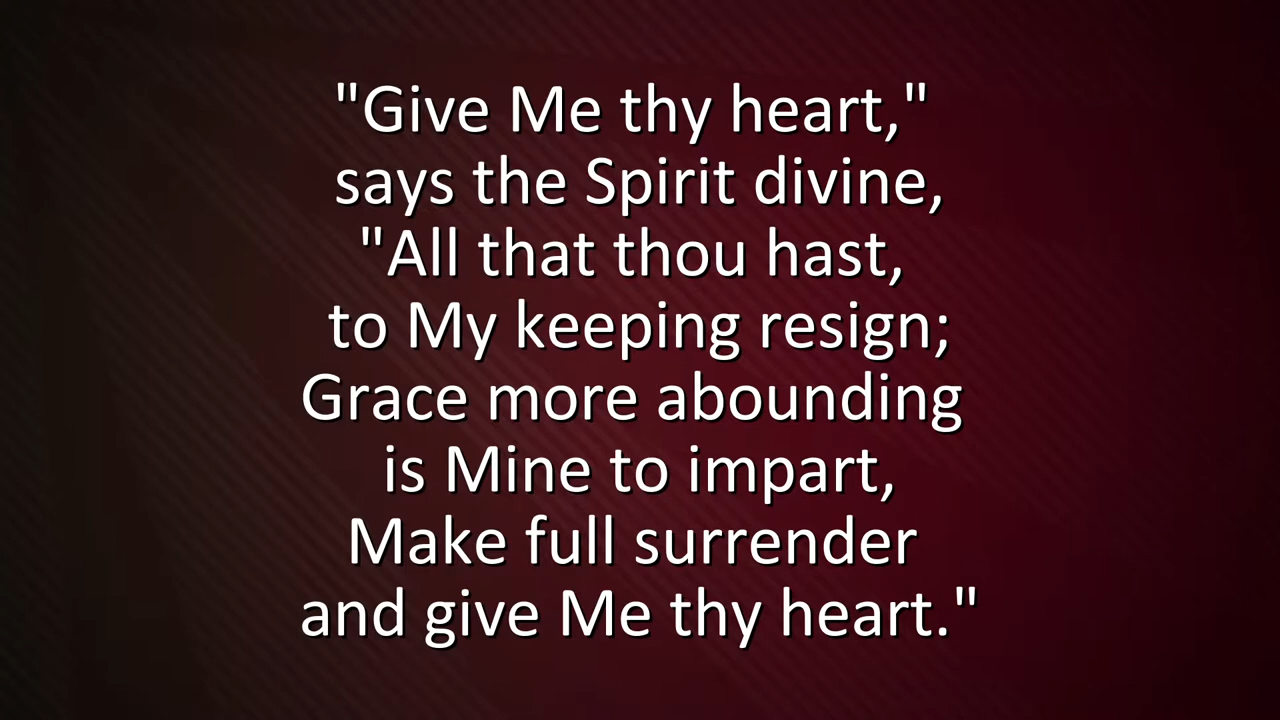 "Give Me thy heart,"
says the Spirit divine,
"All that thou hast,
to My keeping resign;
Grace more abounding
is Mine to impart,
Make full surrender
and give Me thy heart."